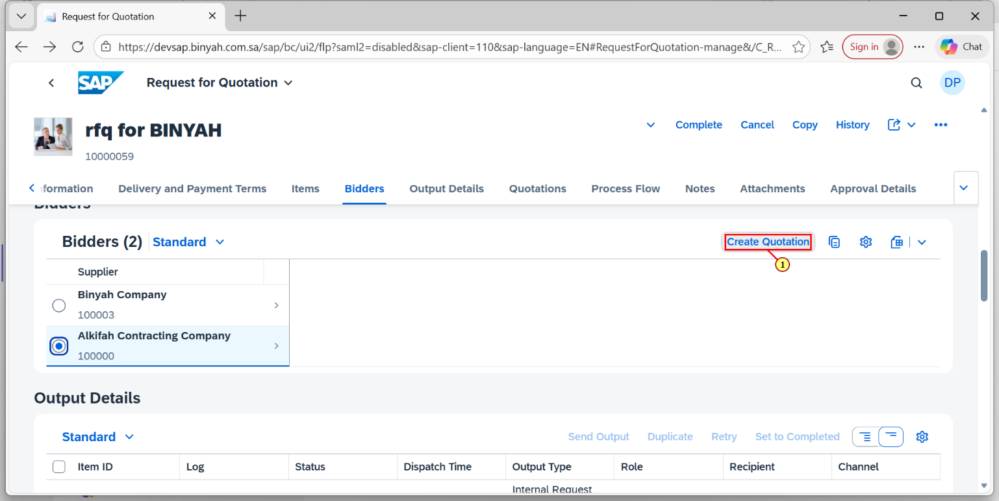 Request for Quotation
https://devsap.binyah.com.sa/sap/bc/ui2/flp?saml2=disabled&sap-client=110&sap-language=EN#RequestForQuotation-manage&/C_R...
Sign in
Chat
SAP
Request for Quotation
DP
rfq for BINYAH
Complete Cancel Copy History
10000059
nformation Delivery and Payment Terms Items Bidders Output Details Quotations Process Flow Notes Attachments Approval Details
Bidders
Bidders (2) Standard
Create Quotation
1
Supplier
Binyah Company
100003
Alkifah Contracting Company
100000
Output Details
Standard
Send Output Duplicate Retry Set to Completed
Item ID Log Status Dispatch Time Output Type Role Recipient Channel
Internal Request